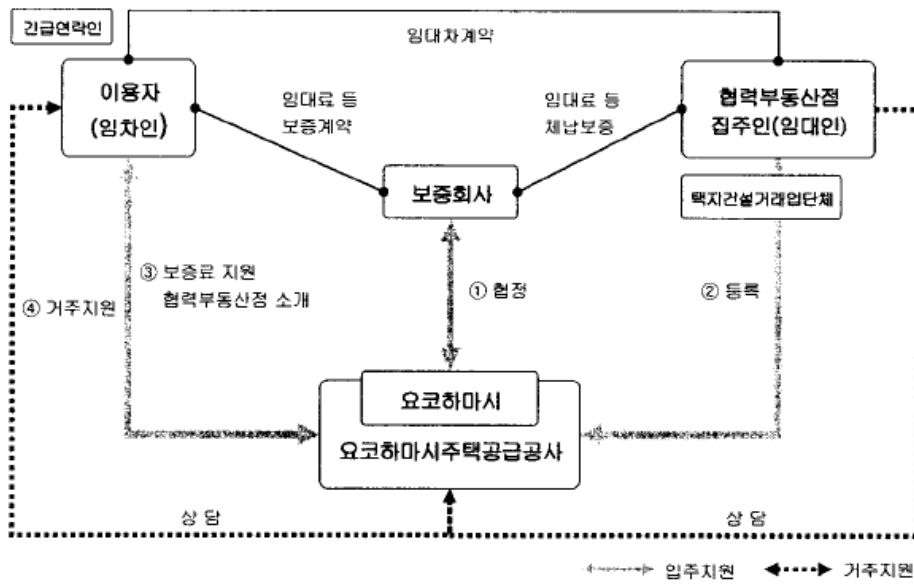 긴급연락인
임대차계약
이용자
(임차인)
임대료 등
보증계약
임대료 등
체납보증
협력부동산점
집주인(임대인)
보증회사
택지건설거래업단체
③ 보증료 지원
협력부동산점 소개
④ 거주지원
① 협정
② 등록
요코하마시
요코하마시주택공급공사
상 담
상 담
입주지원
거주지원